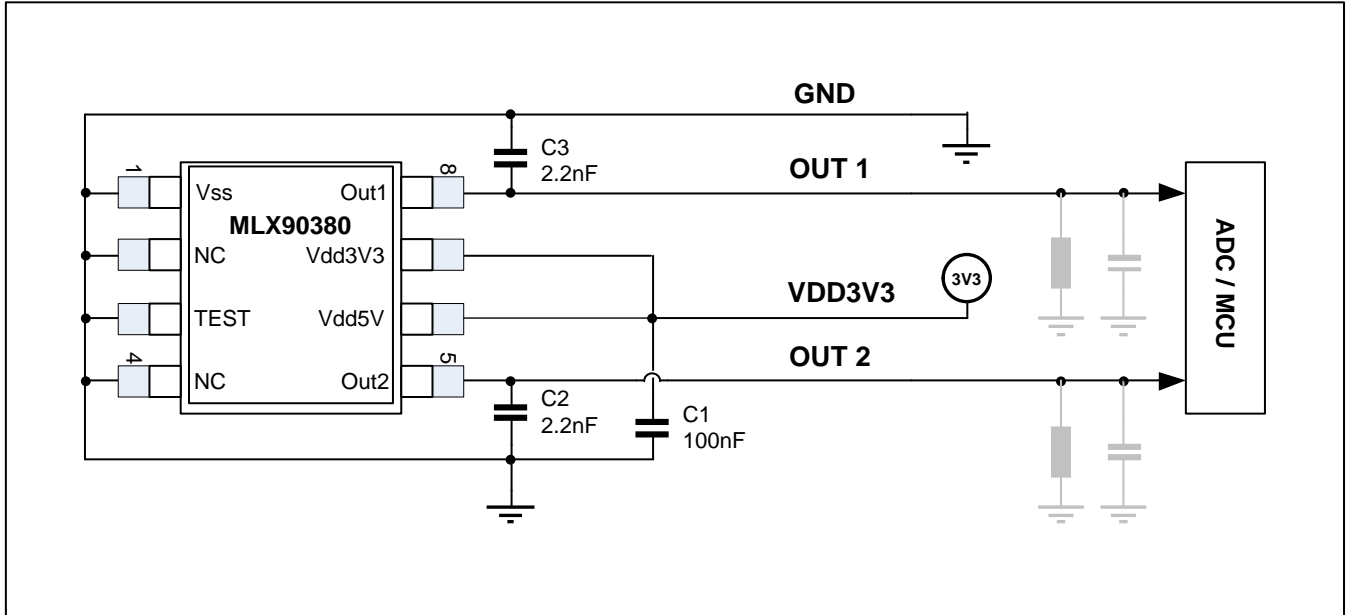 GND
C3
2.2nF
OUT 1
1
8
Vss
Out1
MLX90380
NC
Vdd3V3
3V3
VDD3V3
ADC / MCU
TEST
Vdd5V
OUT 2
4
5
NC
Out2
C2
2.2nF
C1
100nF